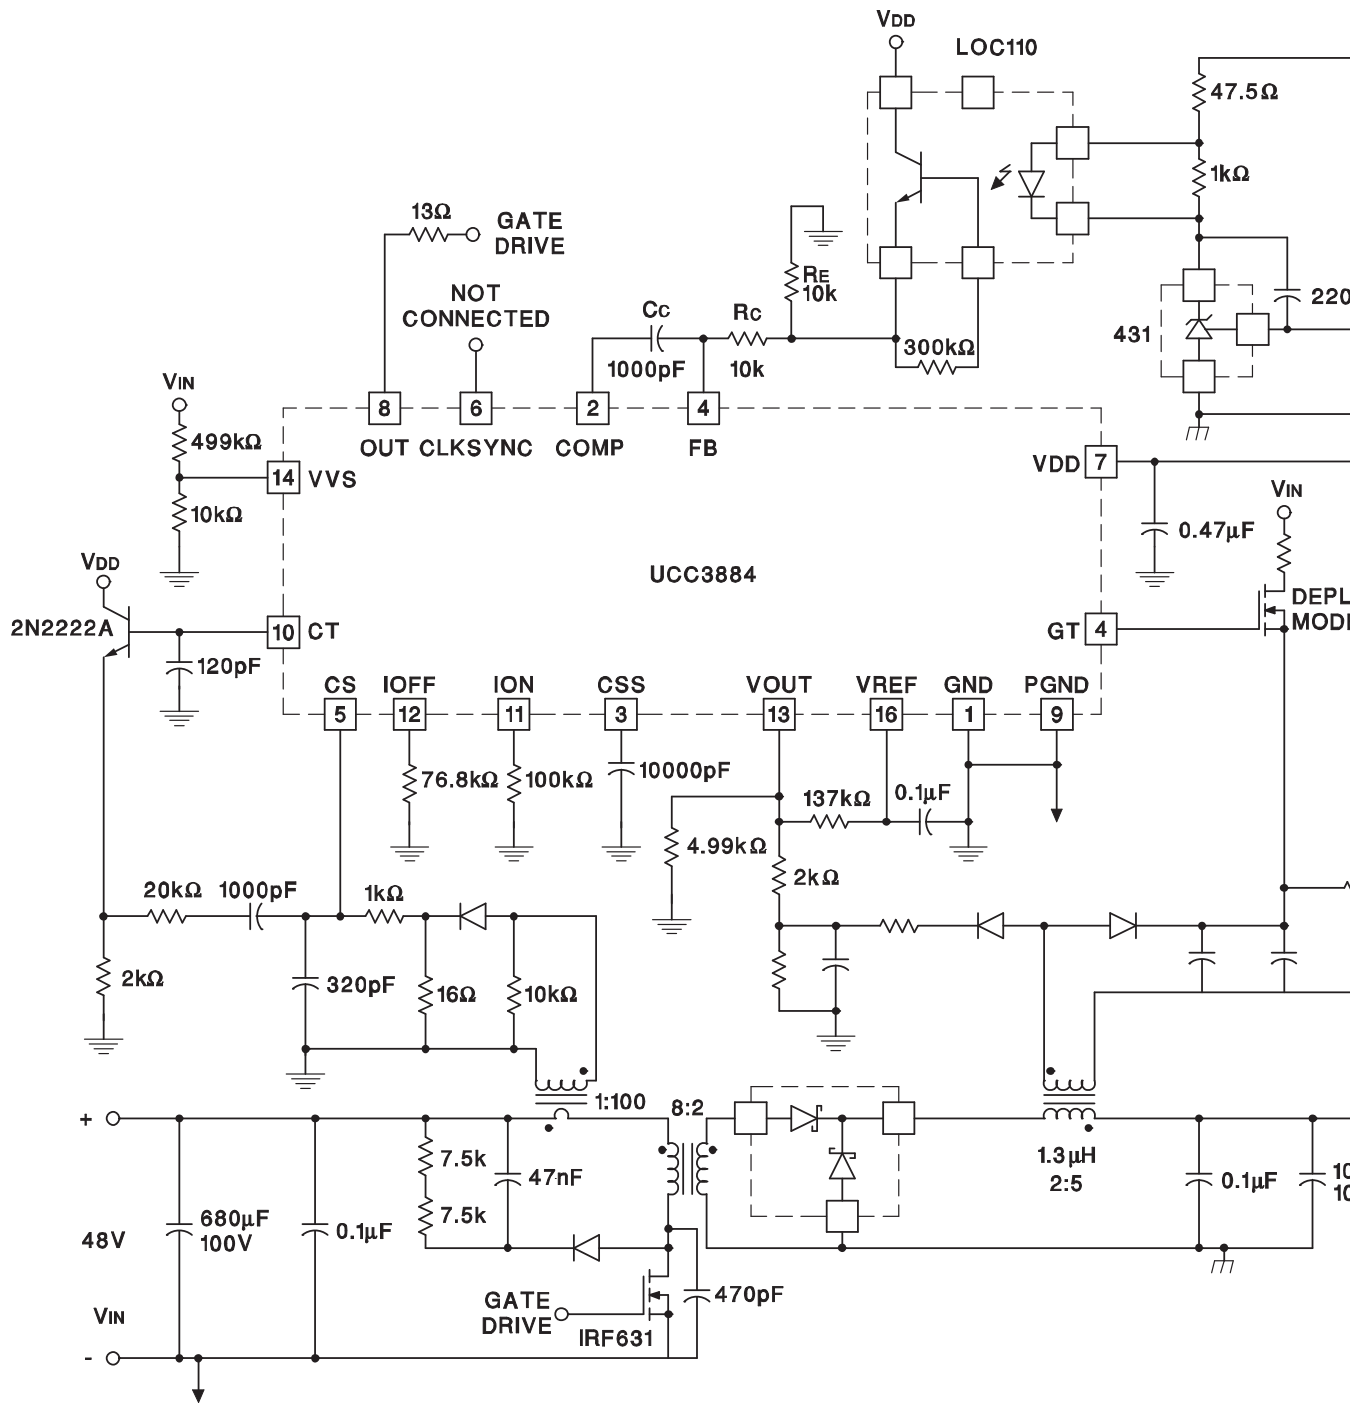 VDD
LOC110
47.5Ω
1kΩ
13Ω
GATE
DRIVE
RE
10k
NOT
CONNECTED
CC
1000pF
RC
10k
300kΩ
431
220
VIN
499kΩ
10kΩ
8
6
2
4
OUT
CLKSYNC
COMP
FB
14
VVS
VDD
7
0.47µF
VIN
UCC3884
VDD
2N2222A
10
CT
120pF
GT
4
DEPL
MODE
CS
IOFF
ION
CSS
VOUT
VREF
GND
PGND
5
12
11
3
13
16
1
9
76.8kΩ
100kΩ
10000pF
137kΩ
0.1µF
4.99kΩ
2kΩ
20kΩ
1000pF
1kΩ
2kΩ
320pF
16Ω
10kΩ
1:100
8:2
+
7.5k
7.5k
47nF
1.3µH
2:5
0.1µF
10
10
48V
680µF
100V
0.1µF
VIN
-
GATE
DRIVE
IRF631
470pF